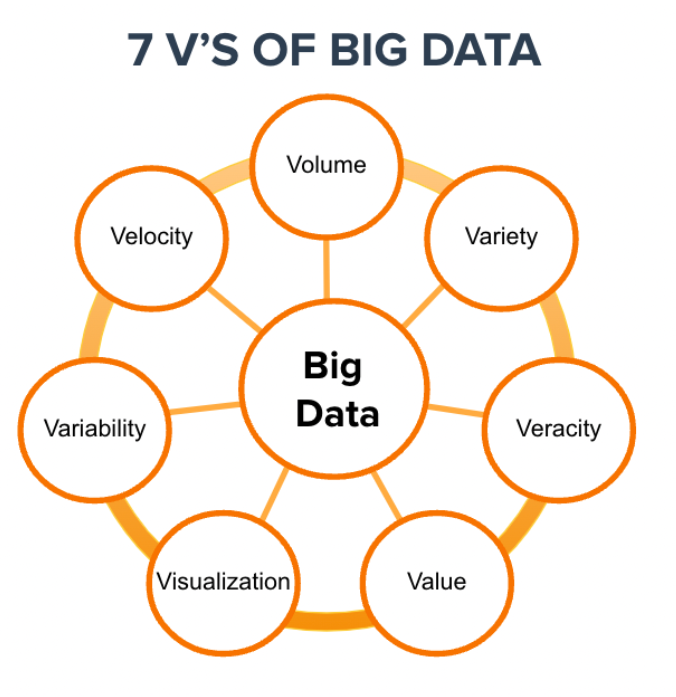 7 V’S OF BIG DATA
Volume
Velocity
Variety
Big
Data
Variability
Veracity
Visualization
Value